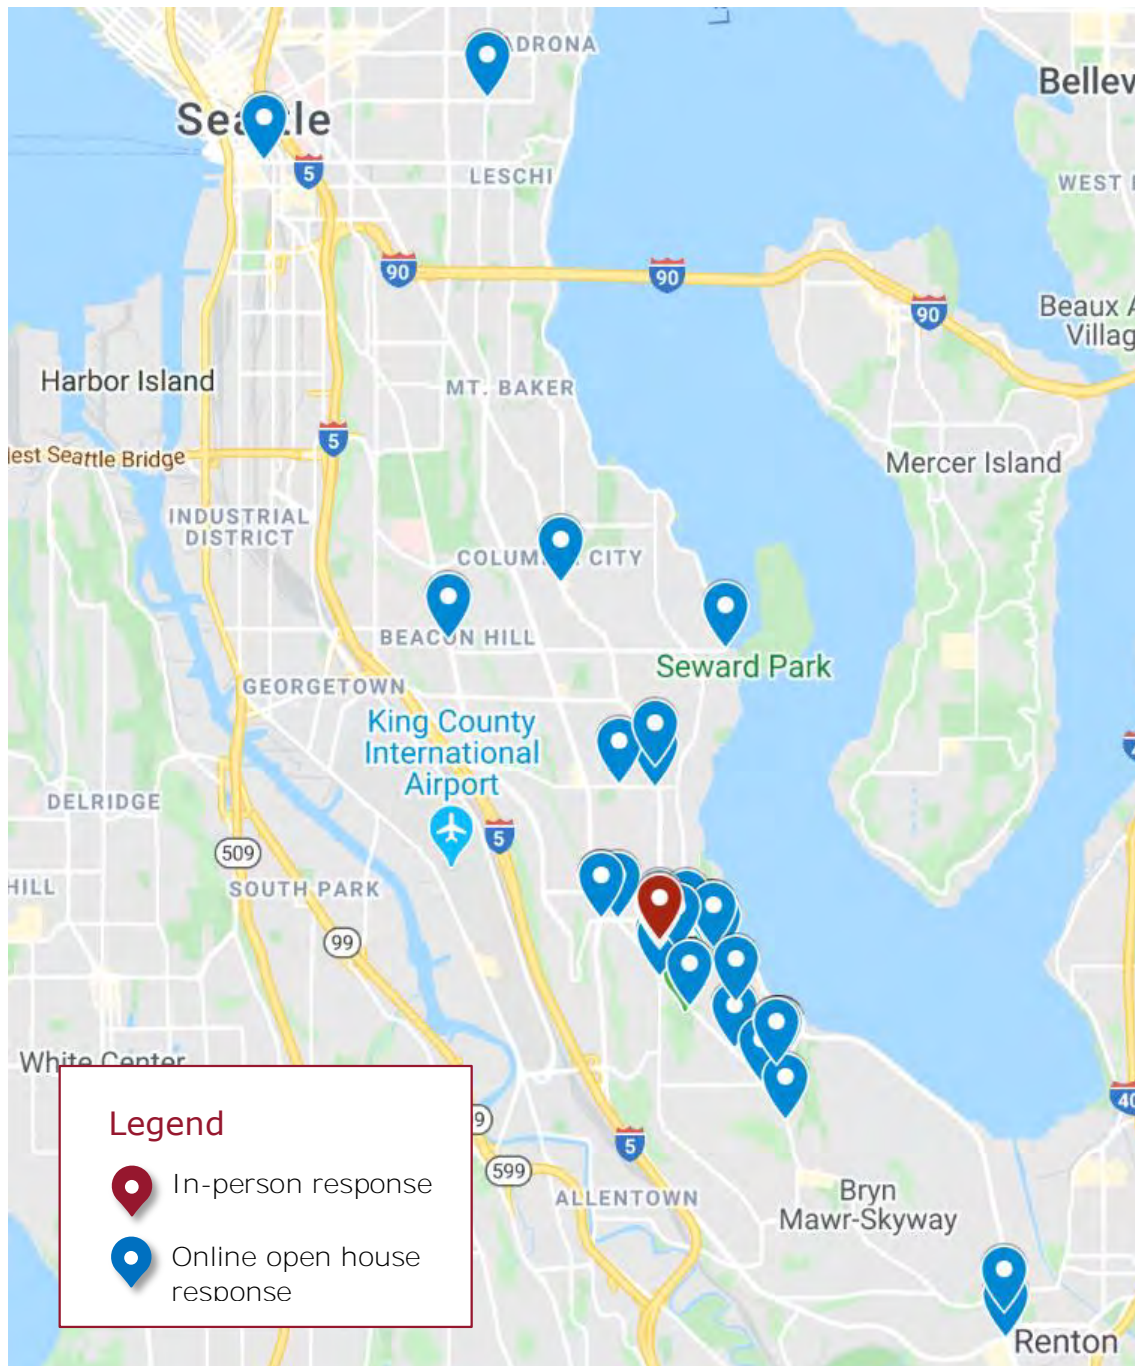 ADRONA
Bellev
Seattle
5
LESCHI
WEST
90
90
90
Beaux A
Villag
Harbor Island
MT. BAKER
5
est Seattle Bridge
Mercer Island
INDUSTRIAL
DISTRICT
COLUM CITY
BEACON HILL
Seward Park
GEORGETOWN
King County
International
Airport
DELRIDGE
5
509
HILL
SOUTH PARK
99
White Center
40
Legend
In-person response
Online open house
response
9
599
5
ALLENTOWN
Bryn
Mawr-Skyway
Renton